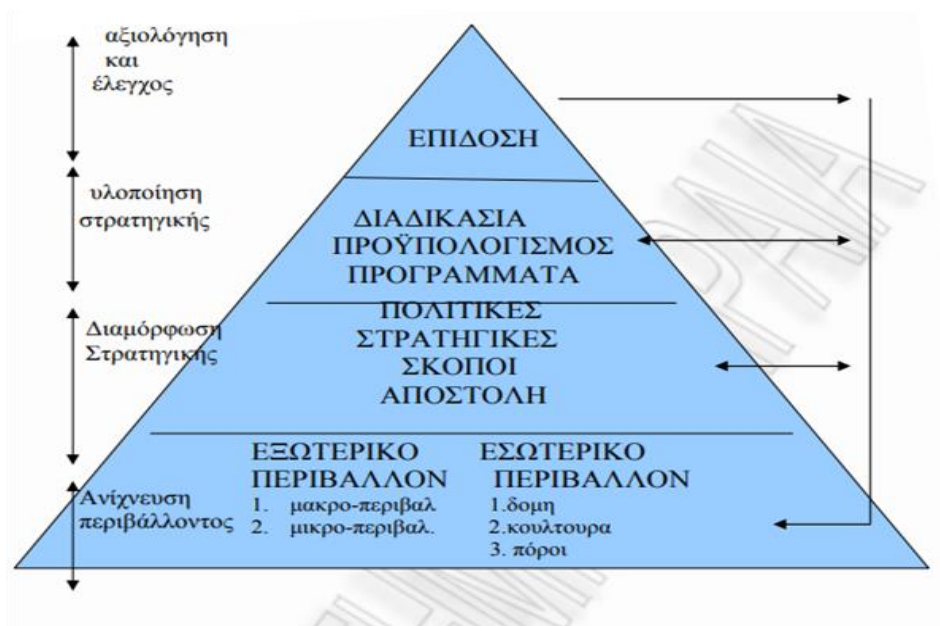 αξιολόγηση
και
έλεγχος
ΕΠΙΔΟΣΗ
υλοποίηση
στρατηγικής
ΔΙΑΔΙΚΑΣΙΑ
ΠΡΟΫΠΟΛΟΓΙΣΜΟΣ
ΠΡΟΓΡΑΜΜΑΤΑ
Διαμόρφωση
Στρατηγικής
ΠΟΛΙΤΙΚΕΣ
ΣΤΡΑΤΗΓΙΚΕΣ
ΣΚΟΠΟΙ
ΑΠΟΣΤΟΛΗ
Ανίχνευση
περιβάλλοντος
ΕΞΩΤΕΡΙΚΟ
ΠΕΡΙΒΑΛΛΟΝ
1. μακρο-περιβαλ
2. μικρο-περιβαλ.
ΕΣΩΤΕΡΙΚΟ
ΠΕΡΙΒΑΛΛΟΝ
1.δομη
2.κουλτουρα
3. πόροι